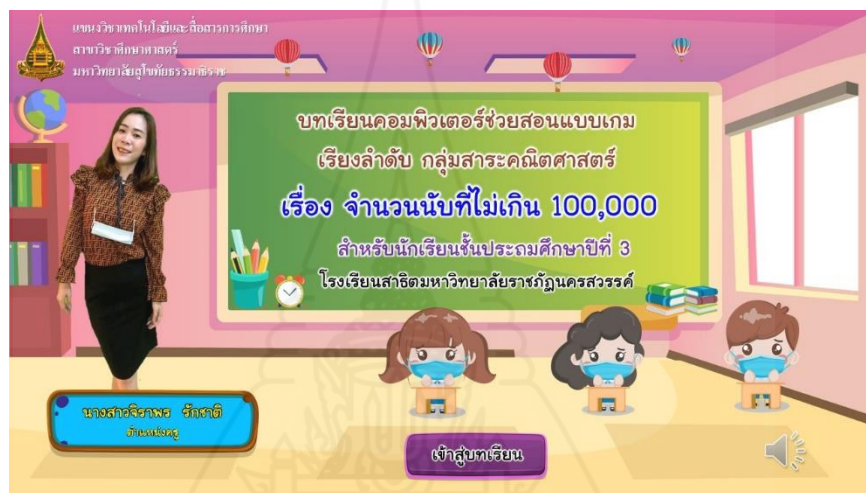 แขนงวิชาเทคโนโลยีและสื่อสารการศึกษา
สาขาวิชาศึกษาศาสตร์
มหาวิทยาลัยสุโขทัยธรรมาธิราช
บทเรียนคอมพิวเตอร์ช่วยสอนแบบเกม
เรียงลำดับ กลุ่มสาระคณิตศาสตร์
เรื่อง จำนวนนับที่ไม่เกิน 100,000
สำหรับนักเรียนชั้นประถมศึกษาปีที่ 3
โรงเรียนสาธิตมหาวิทยาลัยราชภัฏนครสวรรค์
นางสาวจิราพร รักชาติ
ตำแหน่งครู
เข้าสู่บทเรียน